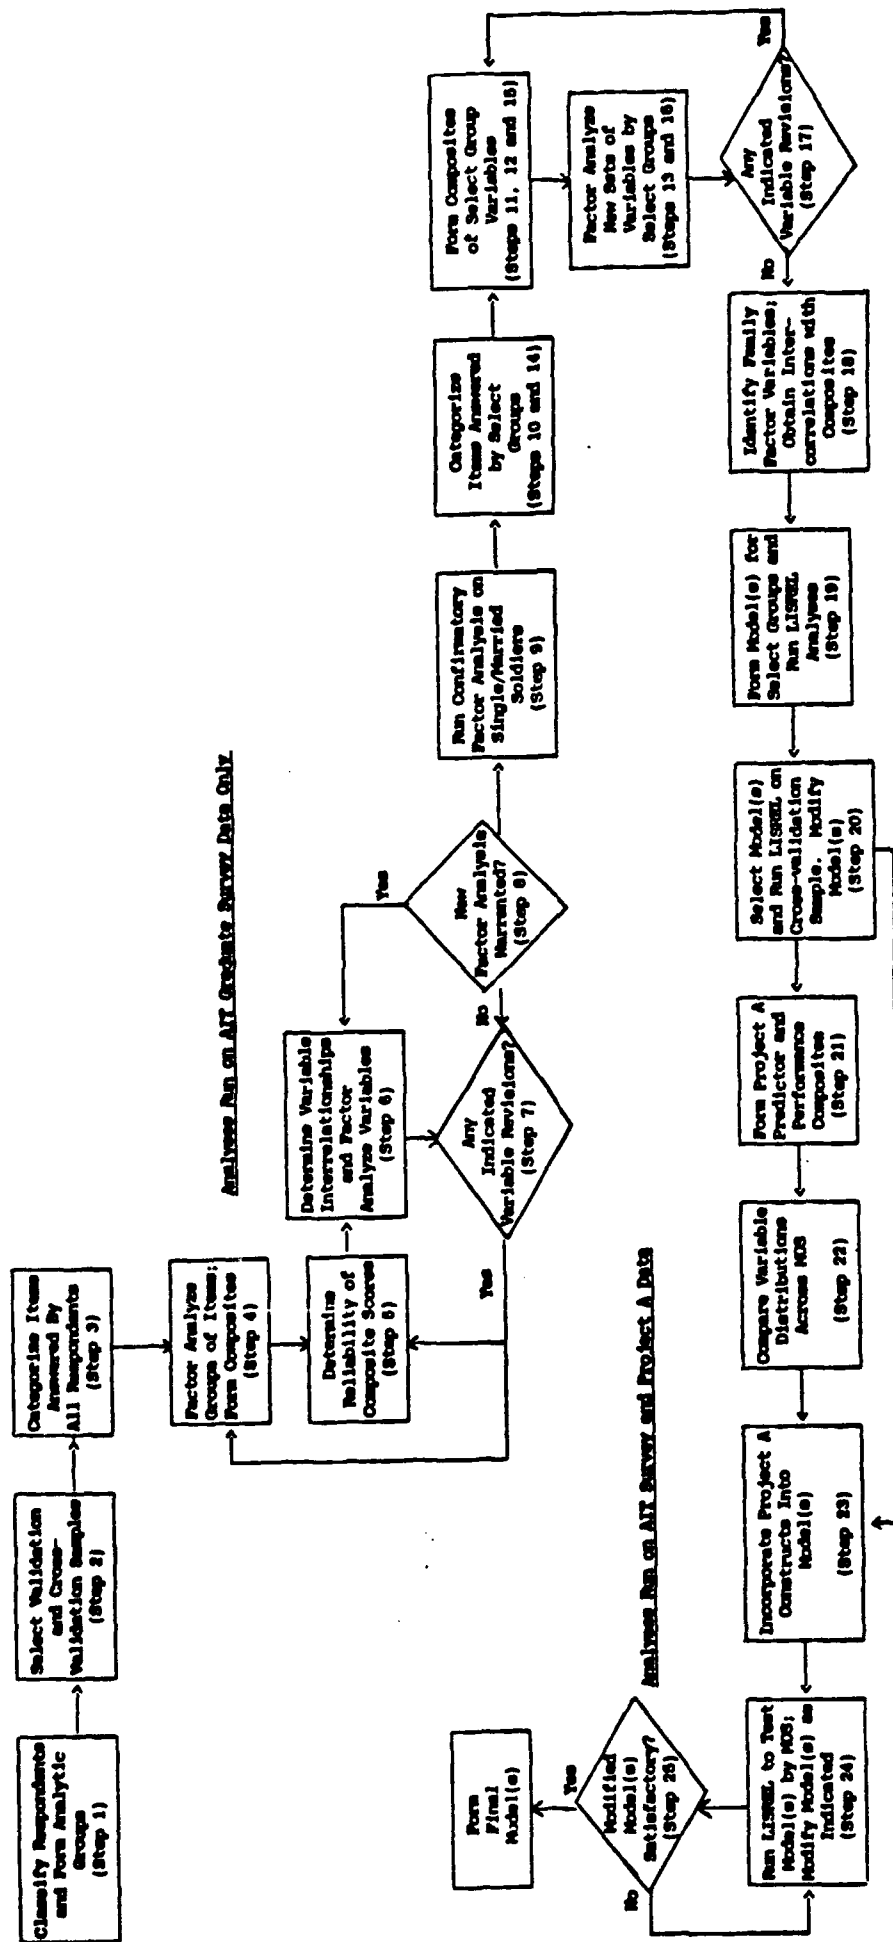 Classify Respondents
and Form Analytic
Groups
(Step 1)
Select Validation
and Cross-
Validation Samples
(Step 2)
Categorize Items
Answered By
All Respondents
(Step 3)
Factor Analyze
Groups of Items;
Form Composites
(Step 4)
Determine
Reliability of
Composite Scores
(Step 5)
Analyses Run on AIT Graduate Survey Data Only
Determine Variable
Interrelationships
and Factor
Analyze Variables
(Step 6)
Any
Indicated
Variable Revisions?
(Step 7)
Yes
No
New
Factor Analysis
Warrented?
(Step 8)
Yes
Run Confirmatory
Factor Analysis on
Single/Married
Soldiers
(Step 9)
Categorize
Items Answered
by Select
Groups
(Steps 10 and 14)
Form Composites
of Select Group
Variables
(Steps 11, 12 and 15)
Factor Analyze
New Sets of
Variables by
Select Groups
(Steps 13 and 16)
Any
Indicated
Variable Revisions?
(Step 17)
Yes
No
Identify Family
Factor Variables;
Obtain Inter-
correlations with
Composites
(Step 18)
Form Model(s) for
Select Groups and
Run LISREL
Analyses
(Step 19)
Select Model(s)
and Run LISREL on
Cross-validation
Sample. Modify
Model(s)
(Step 20)
Analyses Run on AIT Survey and Project A Data
Form Project A
Predictor and
Performance
Composites
(Step 21)
Compare Variable
Distributions
Across MOS
(Step 22)
Incorporate Project A
Constructs Into
Model(s)
(Step 23)
Run LISREL to Test
Model(s) by MOS;
Modify Model(s) as
Indicated
(Step 24)
Modified
Model(s)
Satisfactory?
(Step 25)
No
Yes
Form
Final
Model(s)